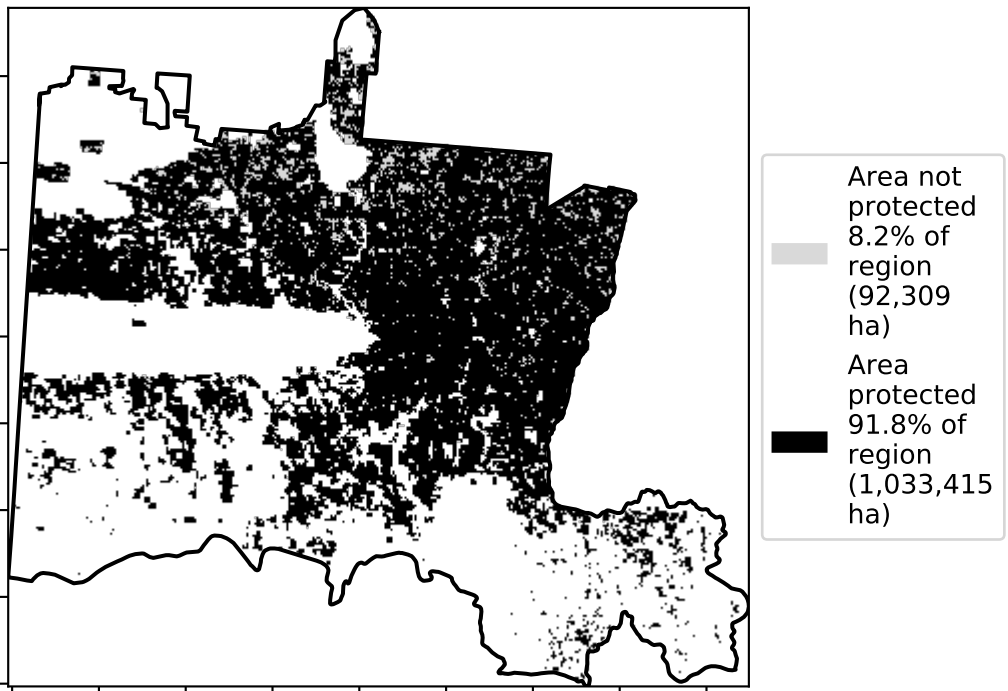 Area not
protected
8.2% of
region
(92,309
ha)
Area
protected
91.8% of
region
(1,033,415
ha)